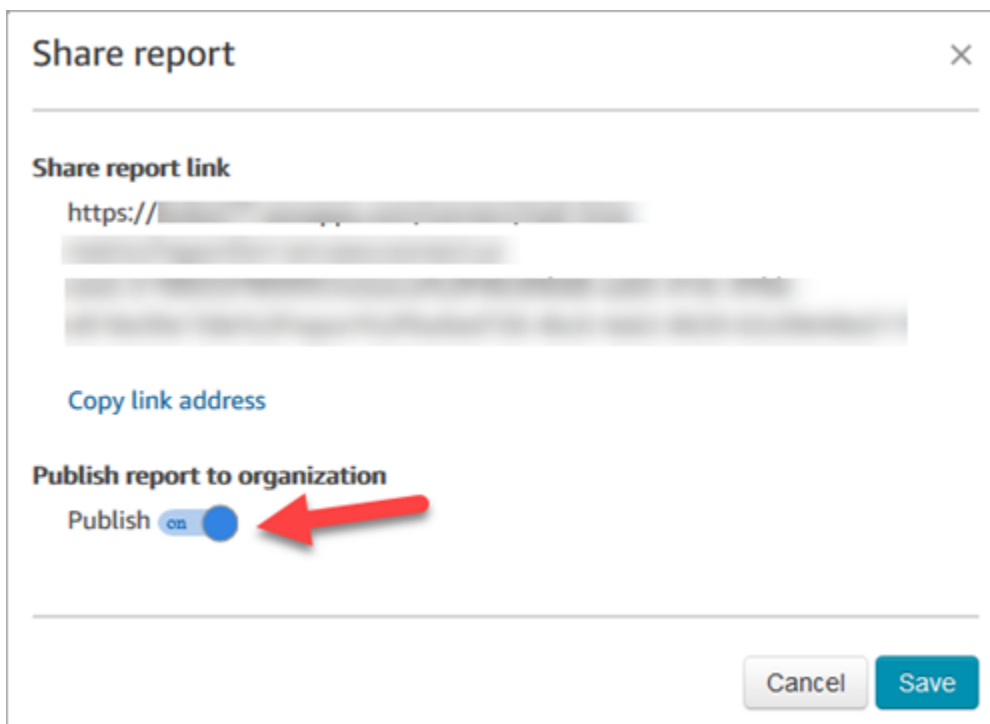 Share report
Share report link
https://
Copy link address
Publish report to organization
Publish on
Cancel Save